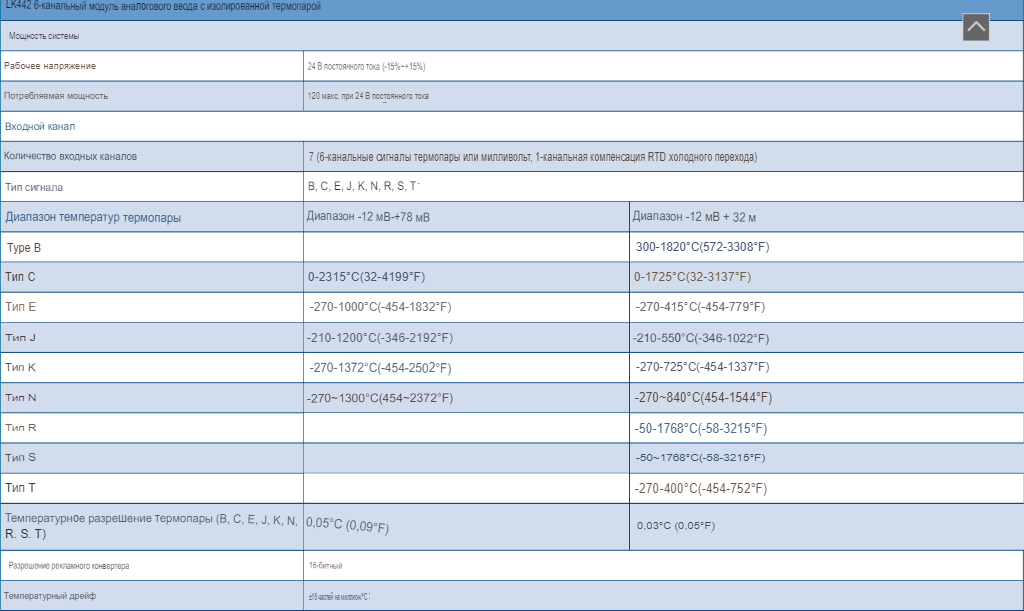 LK442 6-канальный модуль аналогового ввода с изолированной термопарой
Мощность системы
Рабочее напряжение 24 В постоянного тока (-15%~+15%)
Потребляемая мощность 120 макс. при 24 В постоянного тока
Входной канал
Количество входных каналов 7 (6-канальные сигналы термопары или милливольт, 1-канальная компенсация RTD холодного перехода)
Тип сигнала B, C, E, J, K, N, R, S, T
Диапазон температур термопары Диапазон -12 мВ-+78 мВ Диапазон -12 мВ + 32 м
Type B 300-1820°C(572-3308°F)
Тип C 0-2315°C(32-4199°F) 0-1725°C(32-3137°F)
Тип E -270-1000°C(-454-1832°F) -270-415°C(-454-779°F)
Тип J -210-1200°C(-346-2192°F) -210-550°C(-346-1022°F)
Тип K -270-1372°C(-454-2502°F) -270-725°C(-454-1337°F)
Тип N -270~1300°C(454~2372°F) -270~840°C(454-1544°F)
Тип R -50-1768°C(-58-3215°F)
Тип S -50~1768°C(-58-3215°F)
Тип T -270-400°C(-454-752°F)
Температурное разрешение термопары (B, C, E, J, K, N, 0,05°C (0,09°F) 0,03°C (0,05°F)
R. S. T)
Разрешение рекламного конвертера 16-битный
Температурный дрейф ±15 частей на миллион/°C